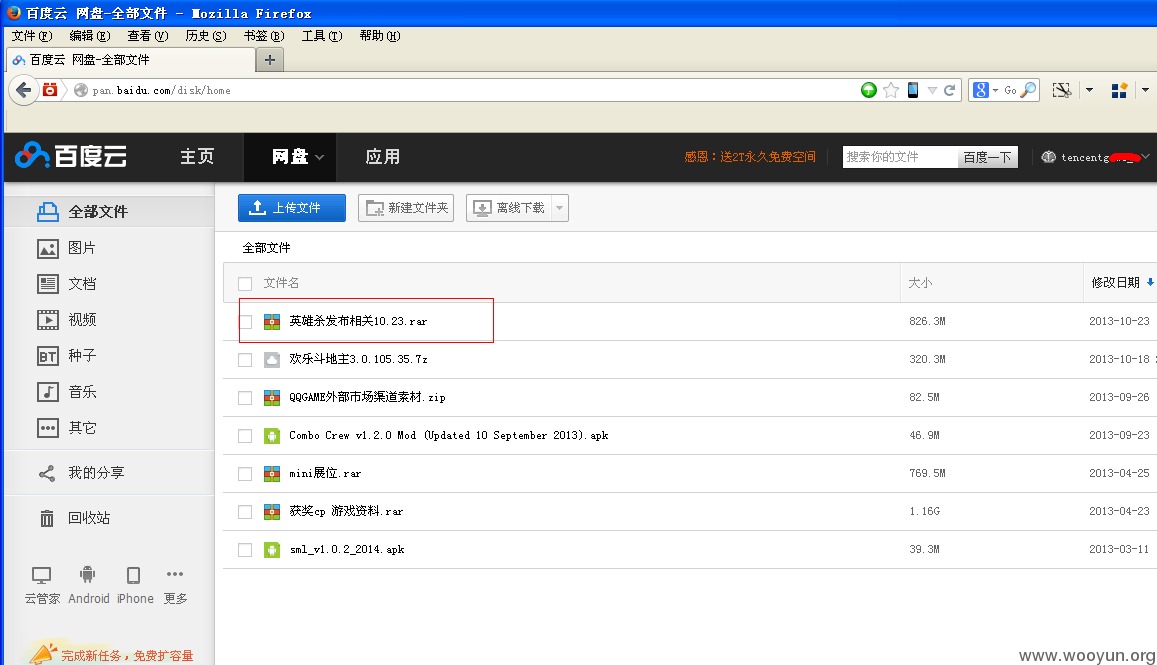 百度云 网盘-全部文件 - Mozilla Firefox
文件(F) 编辑(E) 查看(V) 历史(S) 书签(B) 工具(T) 帮助(H)
百度云 网盘-全部文件
pan.baidu.com/disk/home
Go
百度云 主页 网盘 应用 感恩：送2T永久免费空间 搜索你的文件 百度一下 tencentg
全部文件
图片
文档
视频
BT 种子
音乐
其它
我的分享
回收站
云管家 Android iPhone 更多
完成新任务，免费扩容量
上传文件 新建文件夹 离线下载
全部文件
文件名 大小 修改日期
英雄杀发布相关10.23.rar 826.3M 2013-10-23
欢乐斗地主3.0.105.35.7z 320.3M 2013-10-18
QQGAME外部市场渠道素材.zip 82.5M 2013-09-26
Combo Crew v1.2.0 Mod (Updated 10 September 2013).apk 46.9M 2013-09-23
mini展位.rar 769.5M 2013-04-25
获奖cp 游戏资料.rar 1.16G 2013-04-23
sml_v1.0.2_2014.apk 39.3M 2013-03-11
www.wooyun.org